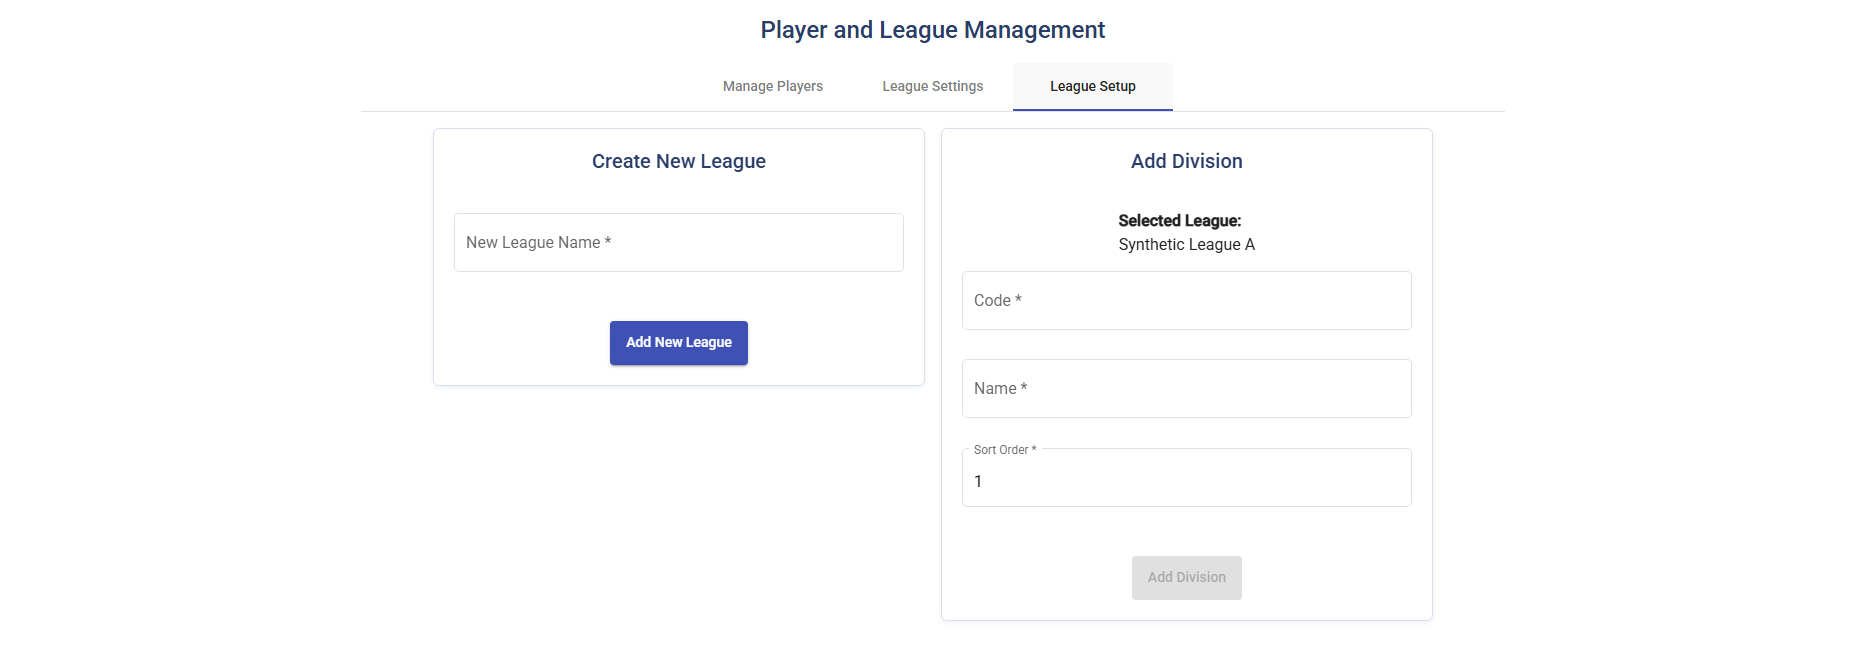 Player and League Management
Manage Players League Settings League Setup
Create New League
New League Name *
Add New League
Add Division
Selected League:
Synthetic League A
Code *
Name *
Sort Order *
1
Add Division